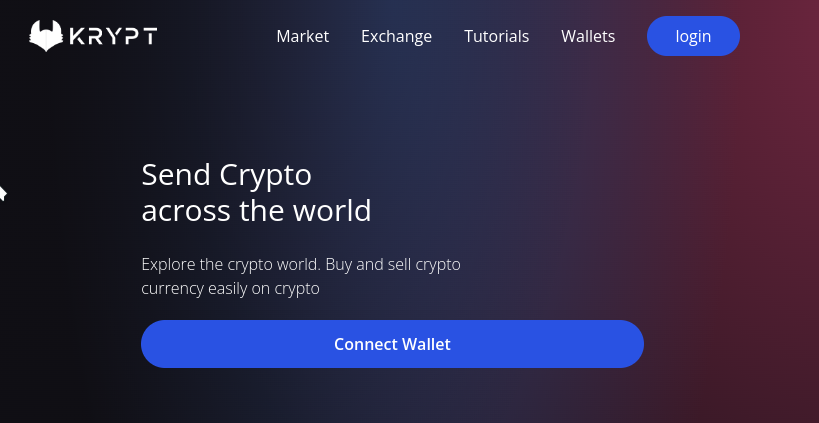 KRYPT
Market Exchange Tutorials Wallets login
Send Crypto
across the world
Explore the crypto world. Buy and sell crypto
currency easily on crypto
Connect Wallet